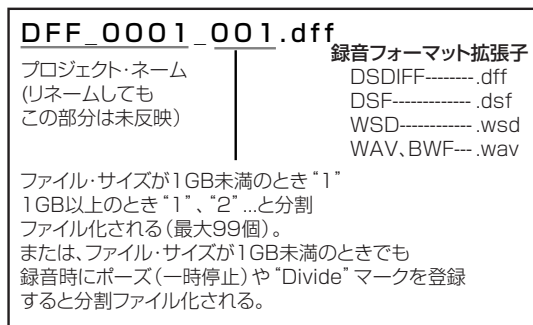 DFF_0001_001.dff
プロジェクト・ネーム
(リネームしても
この部分は未反映）
録音フォーマット拡張子
DSDIFF--------.dff
DSF-------------.dsf
WSD------------.wsd
WAV、BWF---.wav
ファイル・サイズが1GB未満のとき“1”
1GB以上のとき“1”、“2”...と分割
ファイル化される（最大99個）。
または、ファイル・サイズが1GB未満のときでも
録音時にポーズ（一時停止）や“Divide”マークを登録
すると分割ファイル化される。